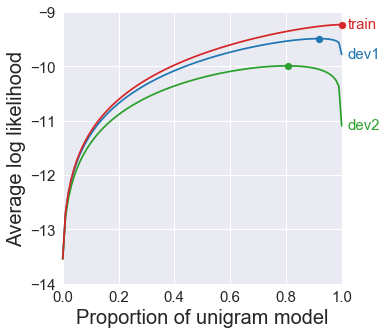 −9
−10
−11
−12
−13
−14
Average log likelihood
train
dev1
dev2
0.0 0.2 0.4 0.6 0.8 1.0
Proportion of unigram model